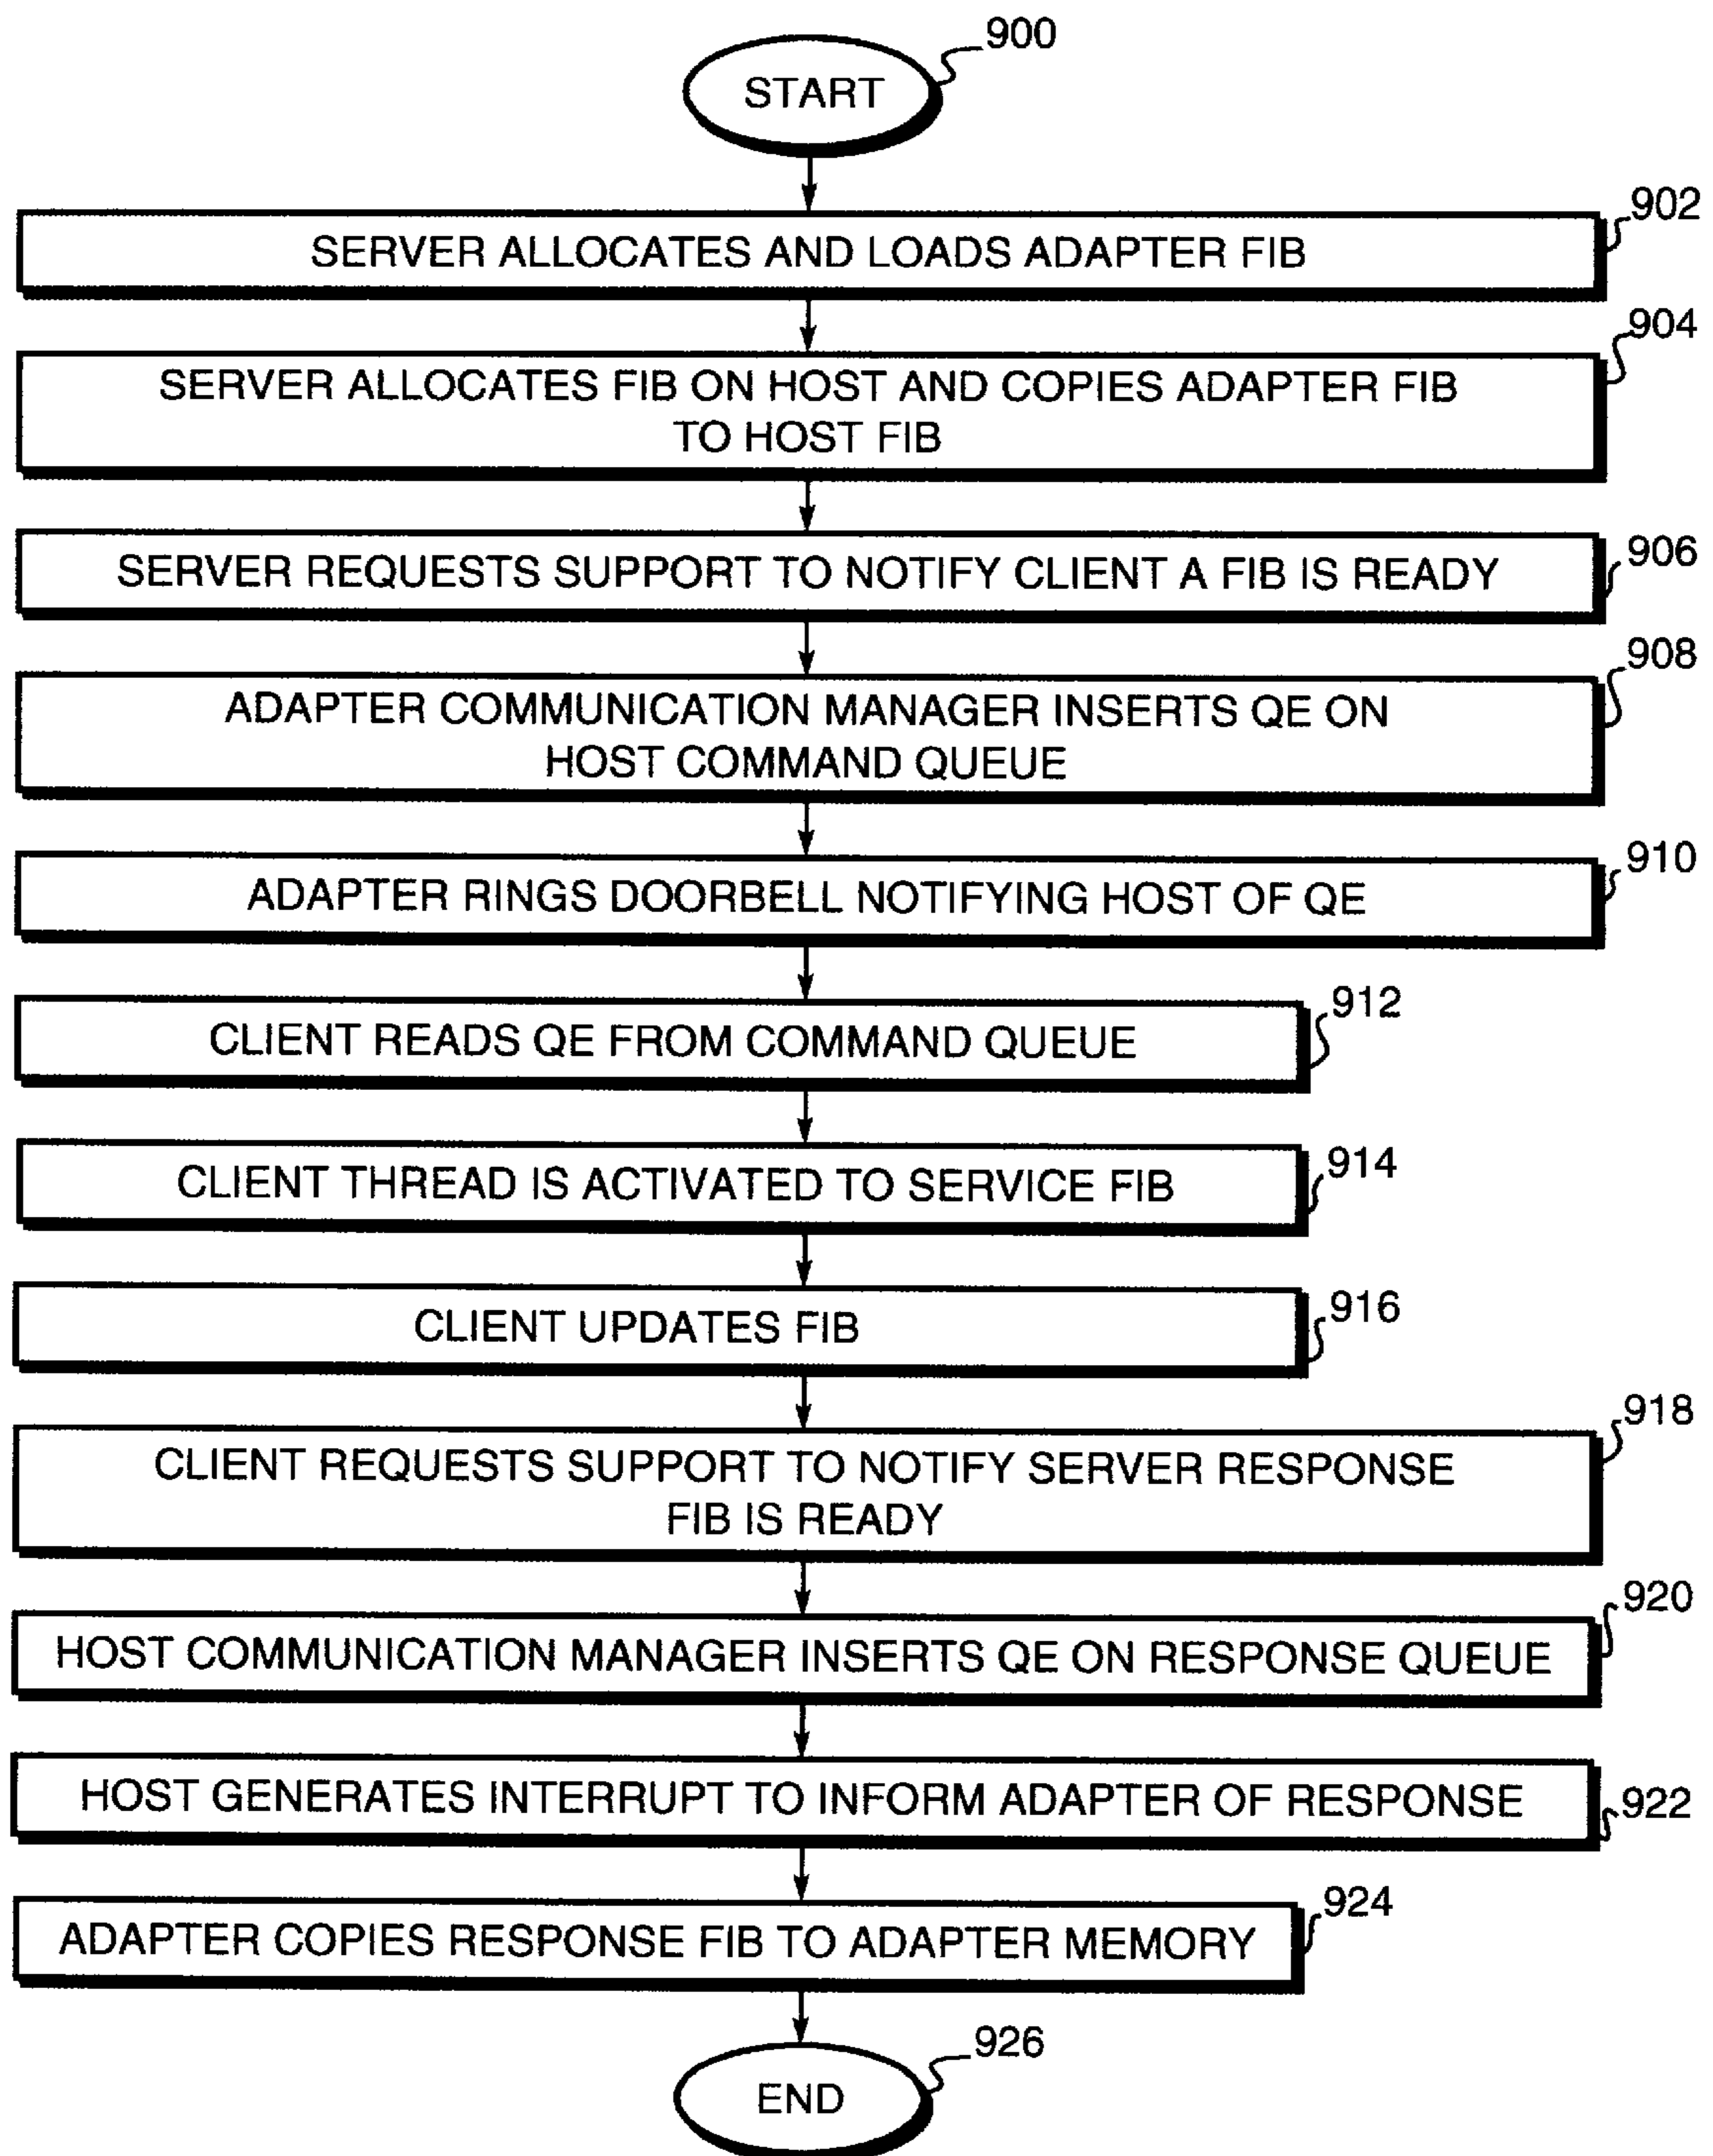 900
START
902
SERVER ALLOCATES AND LOADS ADAPTER FIB
904
SERVER ALLOCATES FIB ON HOST AND COPIES ADAPTER FIB
TO HOST FIB
906
SERVER REQUESTS SUPPORT TO NOTIFY CLIENT A FIB IS READY
908
ADAPTER COMMUNICATION MANAGER INSERTS QE ON
HOST COMMAND QUEUE
910
ADAPTER RINGS DOORBELL NOTIFYING HOST OF QE
912
CLIENT READS QE FROM COMMAND QUEUE
914
CLIENT THREAD IS ACTIVATED TO SERVICE FIB
916
CLIENT UPDATES FIB
918
CLIENT REQUESTS SUPPORT TO NOTIFY SERVER RESPONSE
FIB IS READY
920
HOST COMMUNICATION MANAGER INSERTS QE ON RESPONSE QUEUE
HOST GENERATES INTERRUPT TO INFORM ADAPTER OF RESPONSE
922
924
ADAPTER COPIES RESPONSE FIB TO ADAPTER MEMORY
926
END